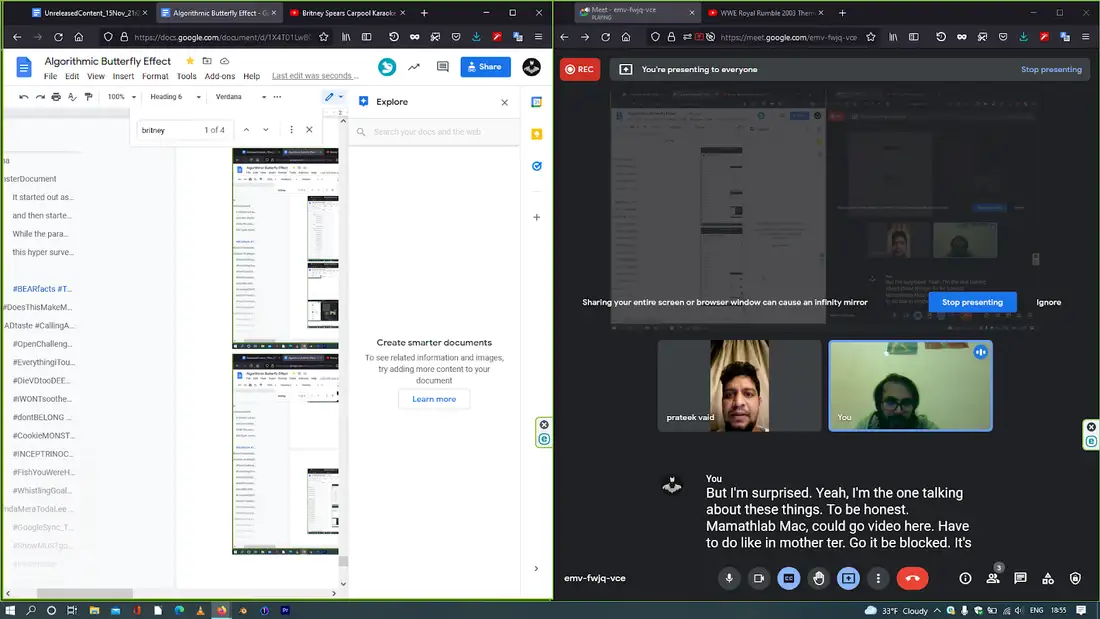 UnreleasedContent_15Nov_21
Algorithmic Butterfly Effect - G
Britney Spears Carpool Karaoke
https://docs.google.com/document/d/1X4T01LwB
Algorithmic Butterfly Effect
File Edit View Insert Format Tools Add-ons Help Last edit was seconds ...
Share
100% Heading 6 Verdana
britney 1 of 4
Explore
Search your docs and the web
It started out as...
and then starte...
While the para...
this hyper surve...
#BEARfacts #T...
#DoesThisMakeM...
ADtaste #CallingA...
#OpenChalleng...
#EverythingiTou...
#DieVDtooDEE...
#iWONTsoothe...
#dontBELONG ...
#CookieMONST...
#INCEPTRINOC...
#FishYouWereH...
#WhistlingGoal...
ndaMeraTodaLee ...
#GoogleSync_T...
#ShowMUSTgo...
Create smarter documents
To see related information and images,
try adding more content to your
document
Learn more
Meet - emv-fwjq-vce
PLAYING
WWE Royal Rumble 2003 Them
https://meet.google.com/emv-fwjq-vce
REC
You're presenting to everyone
Stop presenting
Sharing your entire screen or browser window can cause an infinity mirror
Stop presenting
Ignore
prateek vaid
You
You
But I'm surprised. Yeah, I'm the one talking
about these things. To be honest.
Mamathlab Mac, could go video here. Have
to do like in mother ter. Go it be blocked. It's
emv-fwjq-vce
3
33°F Cloudy
ENG
18:55